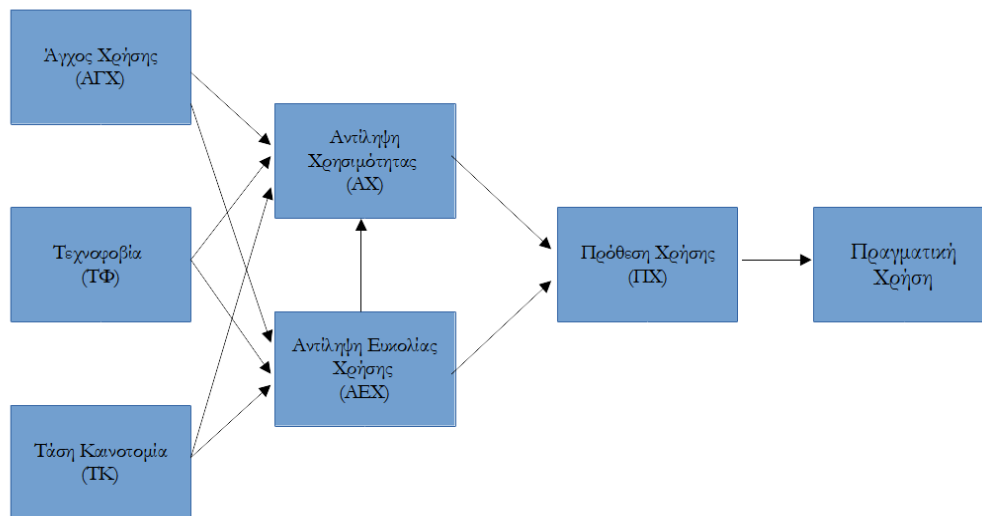 Άγχος Χρήσης
(ΑΓΧ)
Αντίληψη
Χρησιμότητας
(ΑΧ)
Τεχνοφοβία
(ΤΦ)
Πρόθεση Χρήσης
(ΠΧ)
Πραγματική
Χρήση
Αντίληψη Ευκολίας
Χρήσης
(ΑΕΧ)
Τάση Καινοτομία
(ΤΚ)